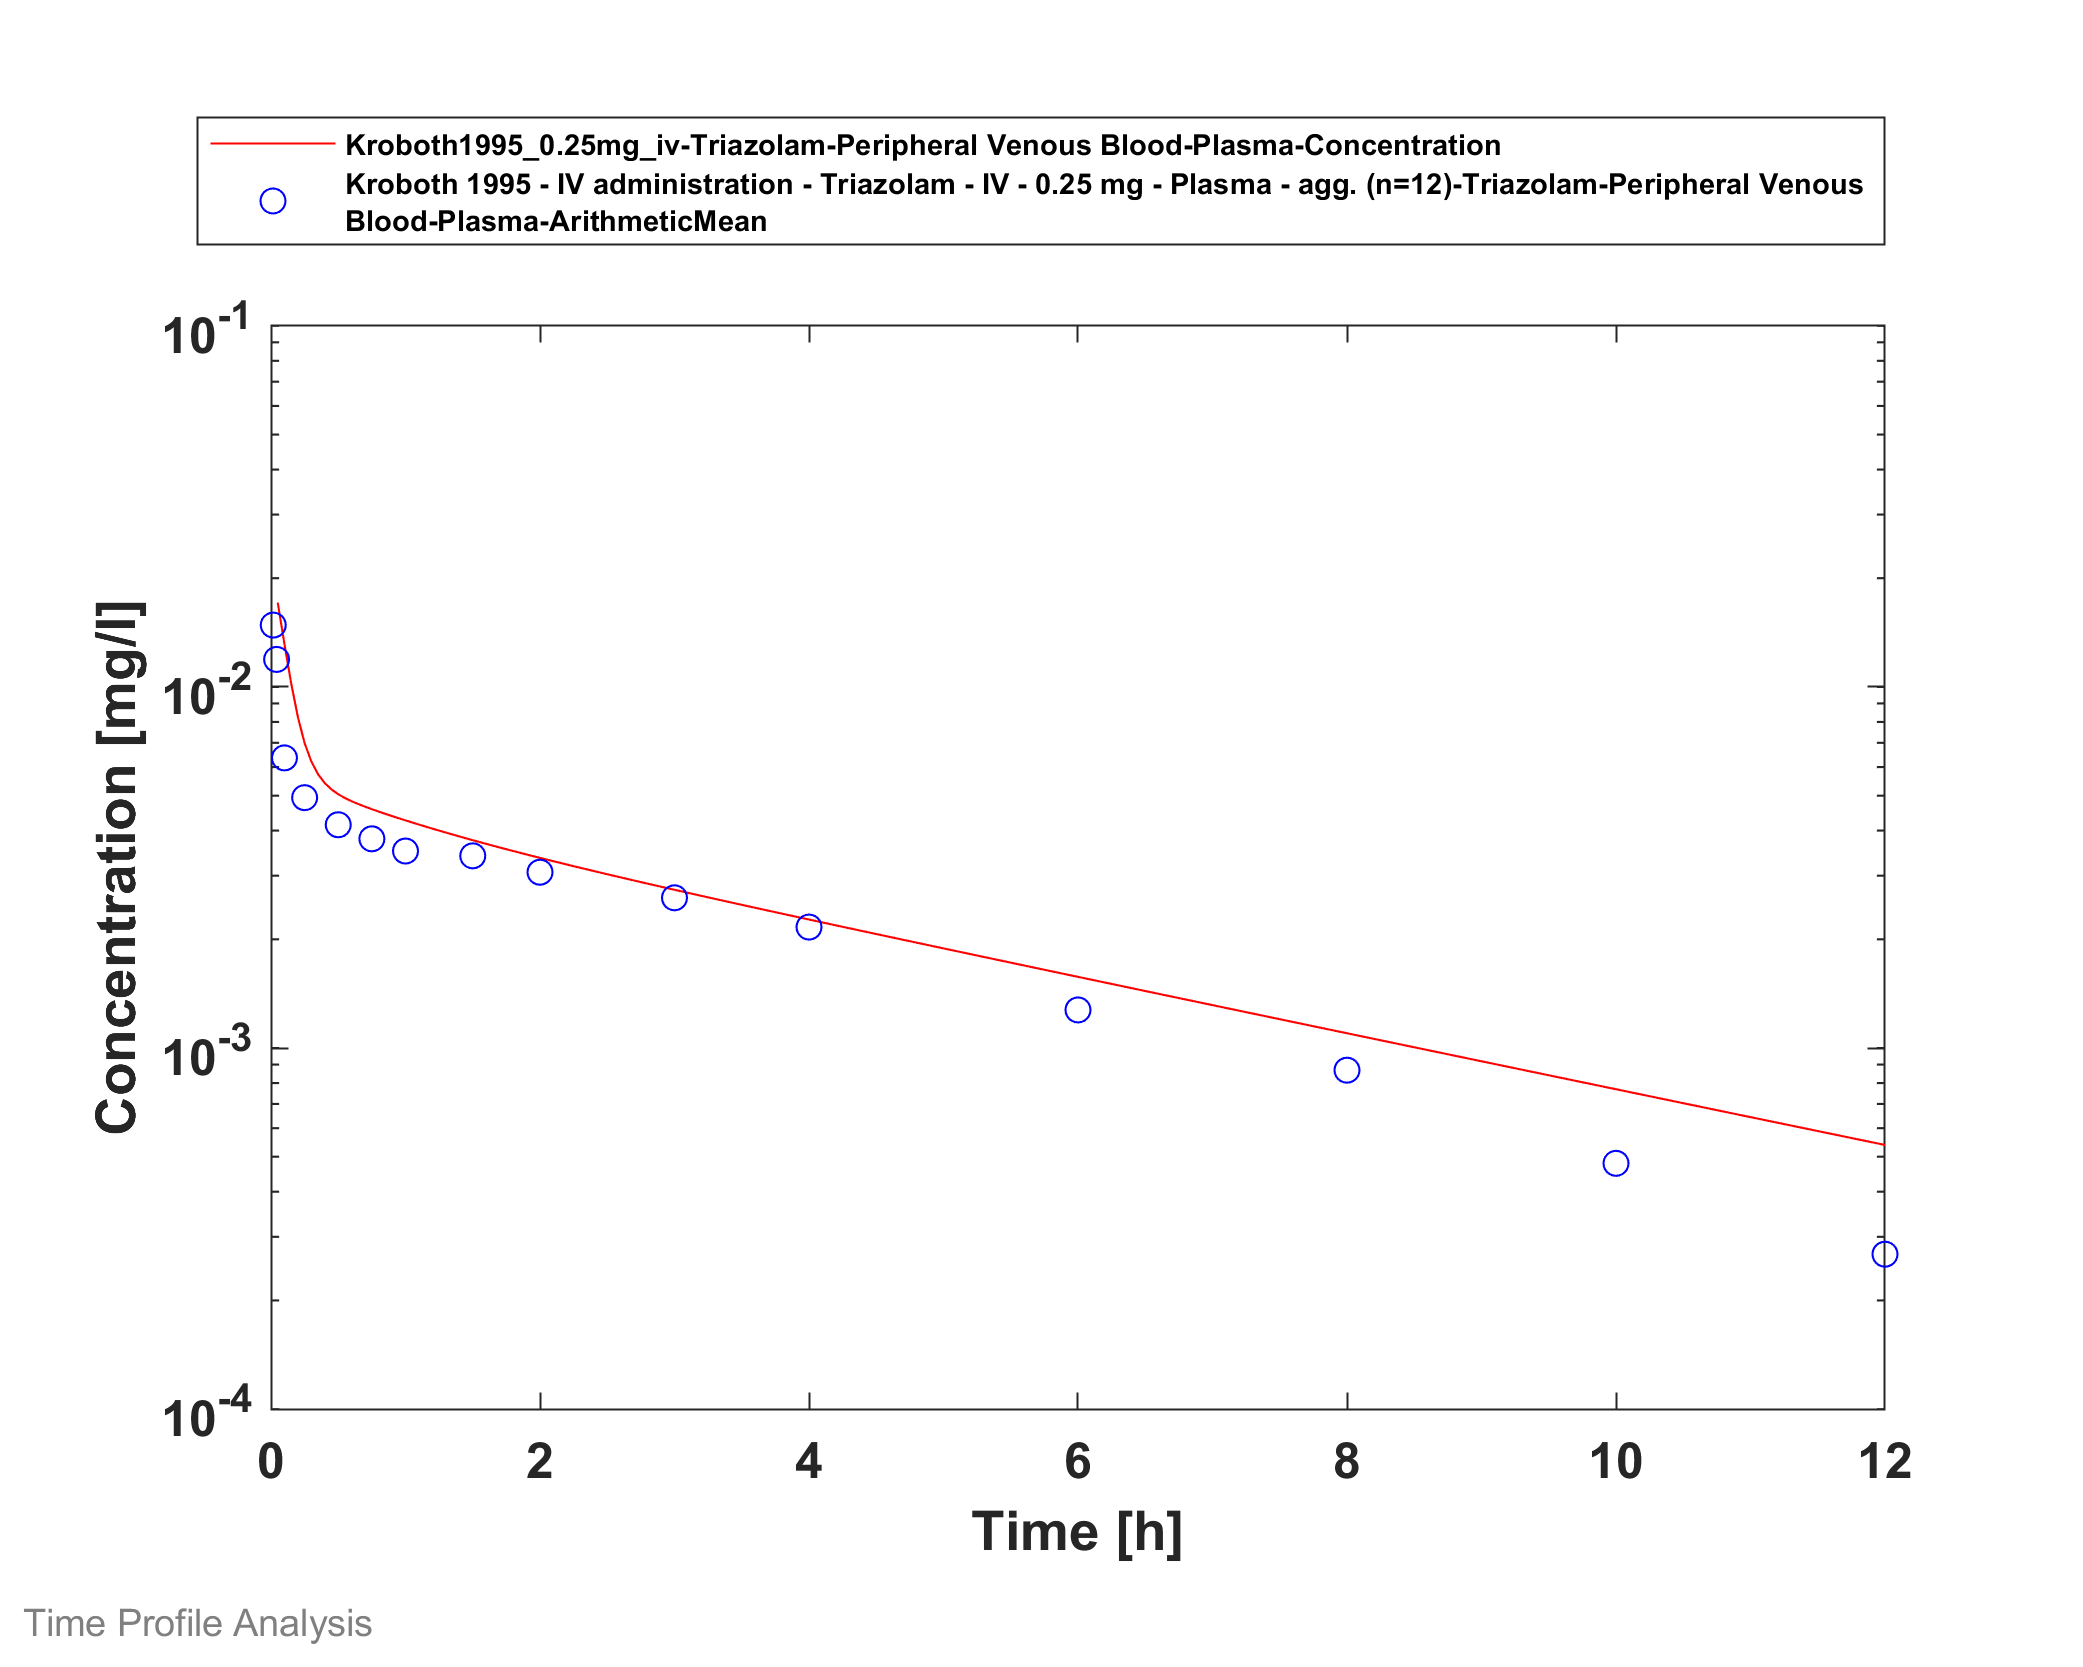 Kroboth1995_0.25mg_iv-Triazolam-Peripheral Venous Blood-Plasma-Concentration
Kroboth 1995 - IV administration - Triazolam - IV - 0.25 mg - Plasma - agg. (n=12)-Triazolam-Peripheral Venous
Blood-Plasma-ArithmeticMean
10^-1
10^-2
10^-3
10^-4
Concentration [mg/l]
0 2 4 6 8 10 12
Time [h]
Time Profile Analysis